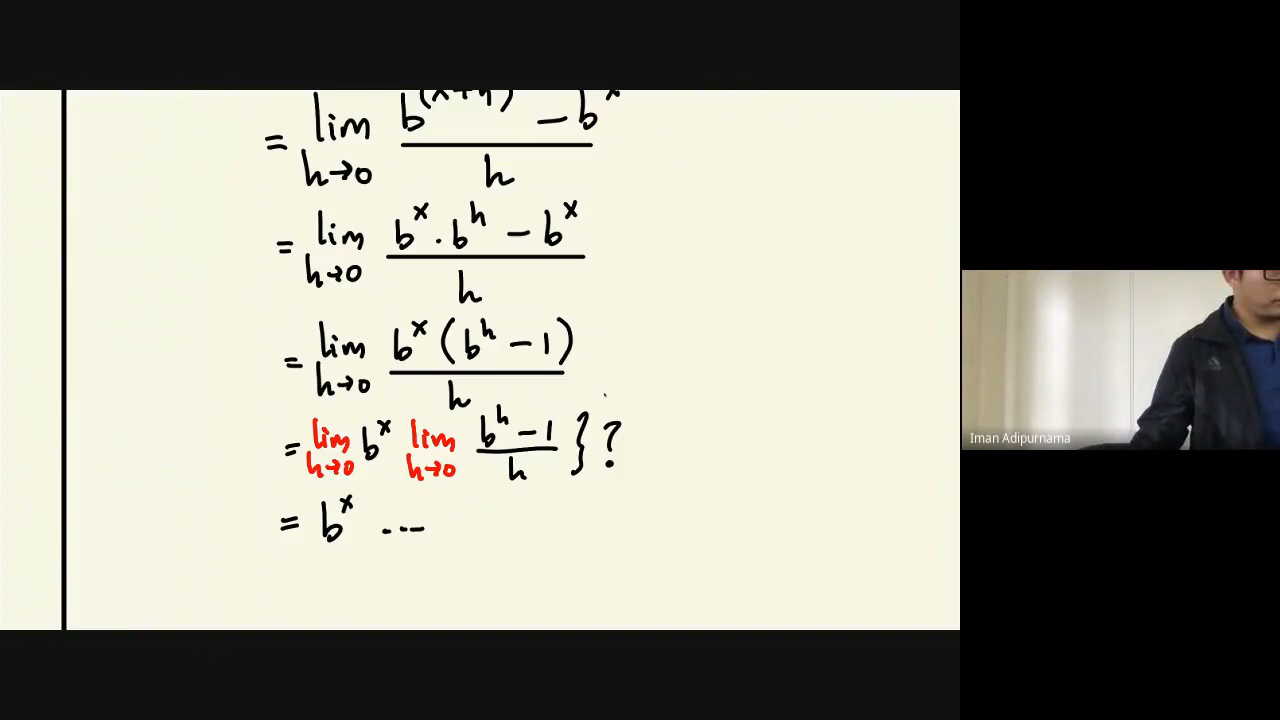 = lim h→0 b^(x+h) − b^x / h
= lim h→0 b^x · b^h − b^x / h
= lim h→0 b^x (b^h − 1) / h
= lim h→0 b^x lim h→0 b^h − 1 / h } ?
= b^x ---
Iman Adipurnama